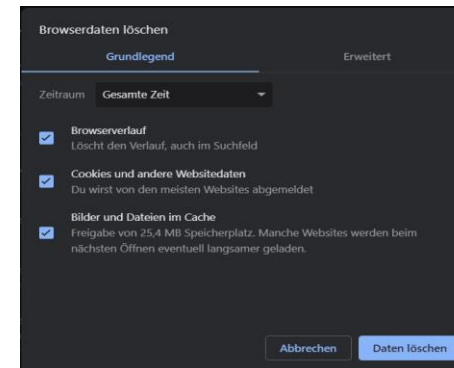 Browserdaten löschen
Grundlegend Erweitert
Zeitraum Gesamte Zeit
Browserverlauf
Löscht den Verlauf, auch im Suchfeld
Cookies und andere Websitedaten
Du wirst von den meisten Websites abgemeldet
Bilder und Dateien im Cache
Freigabe von 25,4 MB Speicherplatz. Manche Websites werden beim
nächsten Öffnen eventuell langsamer geladen.
Abbrechen Daten löschen